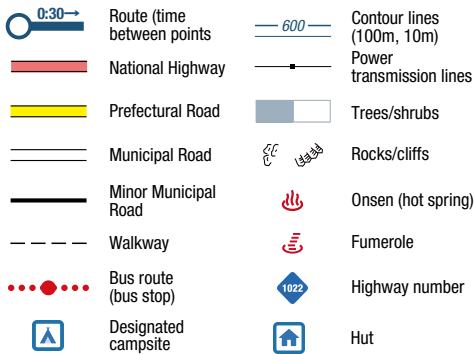 0:30→
Route (time
between points
National Highway
Prefectural Road
Municipal Road
Minor Municipal
Road
Walkway
Bus route
(bus stop)
Designated
campsite
600
Contour lines
(100m, 10m)
Power
transmission lines
Trees/shrubs
Rocks/cliffs
Onsen (hot spring)
Fumerole
1022
Highway number
Hut